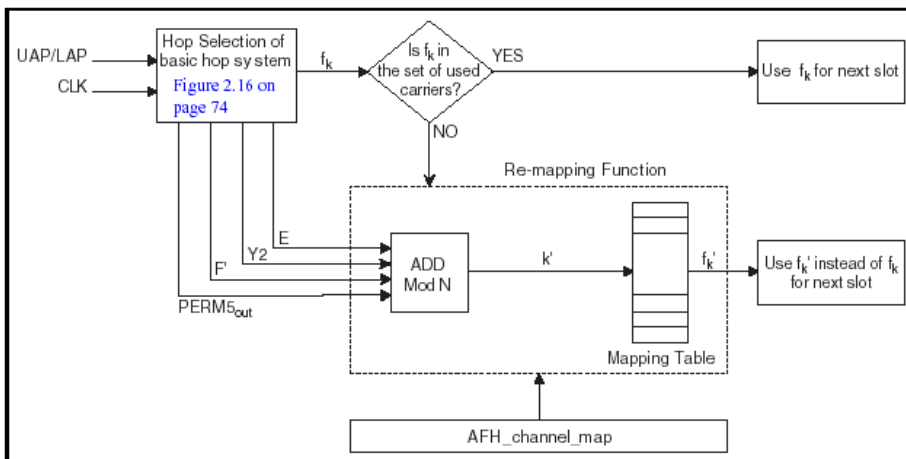 UAP/LAP
CLK
Hop Selection of
basic hop system
Figure 2.16 on
page 74
fk
Is fk in
the set of used
carriers?
YES
Use fk for next slot
NO
Re-mapping Function
E
Y2
F'
PERM5out
ADD
Mod N
k'
fk'
Mapping Table
Use fk' instead of fk
for next slot
AFH_channel_map